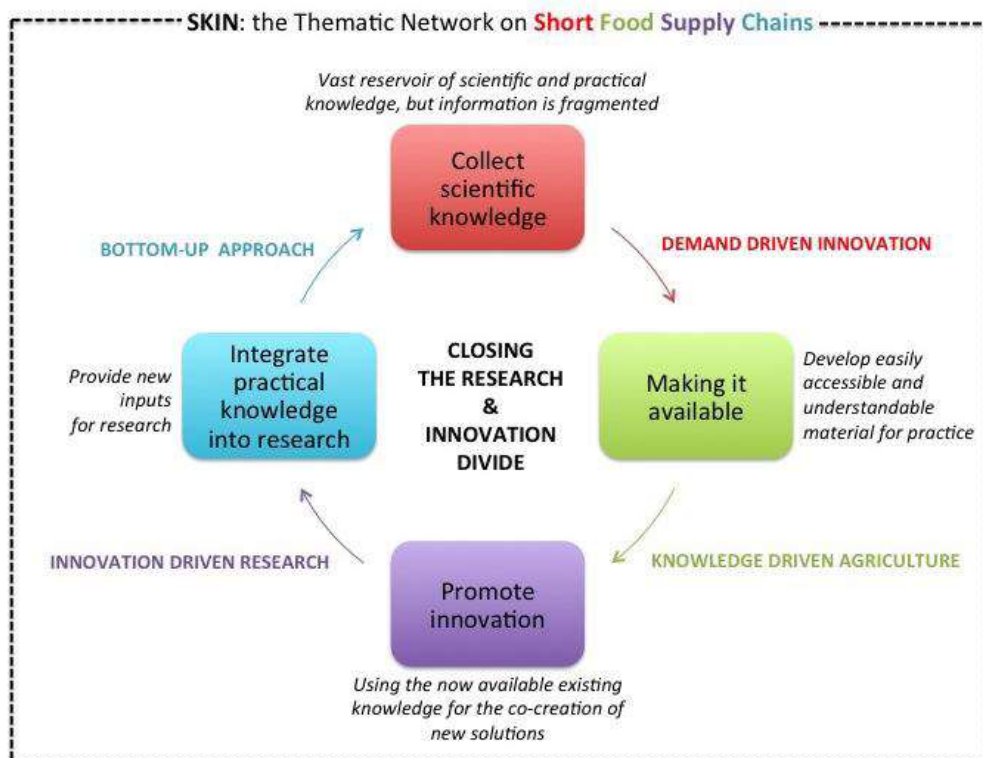 SKIN: the Thematic Network on Short Food Supply Chains
Vast reservoir of scientific and practical
knowledge, but information is fragmented
Collect
scientific
knowledge
BOTTOM-UP APPROACH
DEMAND DRIVEN INNOVATION
Provide new
inputs
for research
Integrate
practical
knowledge
into research
CLOSING
THE RESEARCH
&
INNOVATION
DIVIDE
Making it
available
Develop easily
accessible and
understandable
material for practice
INNOVATION DRIVEN RESEARCH
KNOWLEDGE DRIVEN AGRICULTURE
Promote
innovation
Using the now available existing
knowledge for the co-creation of
new solutions